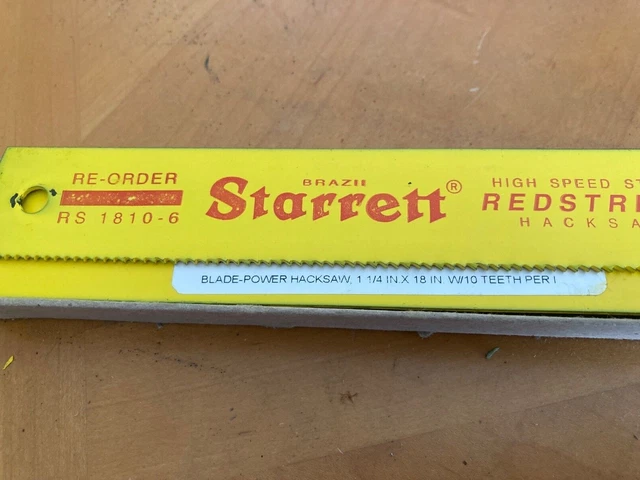 RE-ORDER
RS 1810-6
BRAZIL
Starrett®
HIGH SPEED
REDSTRE
HACKSA
BLADE-POWER HACKSAW, 1 1/4 IN.X 18 IN. W/10 TEETH PER I